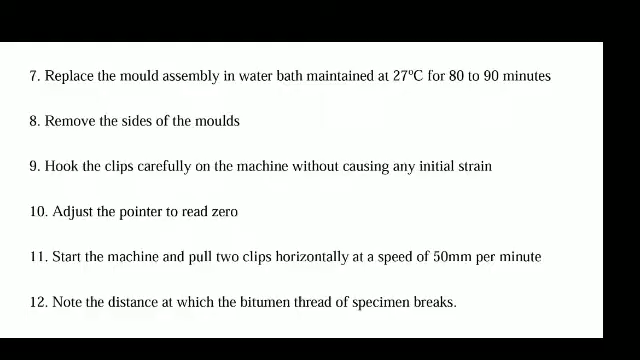 7. Replace the mould assembly in water bath maintained at 27°C for 80 to 90 minutes
8. Remove the sides of the moulds
9. Hook the clips carefully on the machine without causing any initial strain
10. Adjust the pointer to read zero
11. Start the machine and pull two clips horizontally at a speed of 50mm per minute
12. Note the distance at which the bitumen thread of specimen breaks.